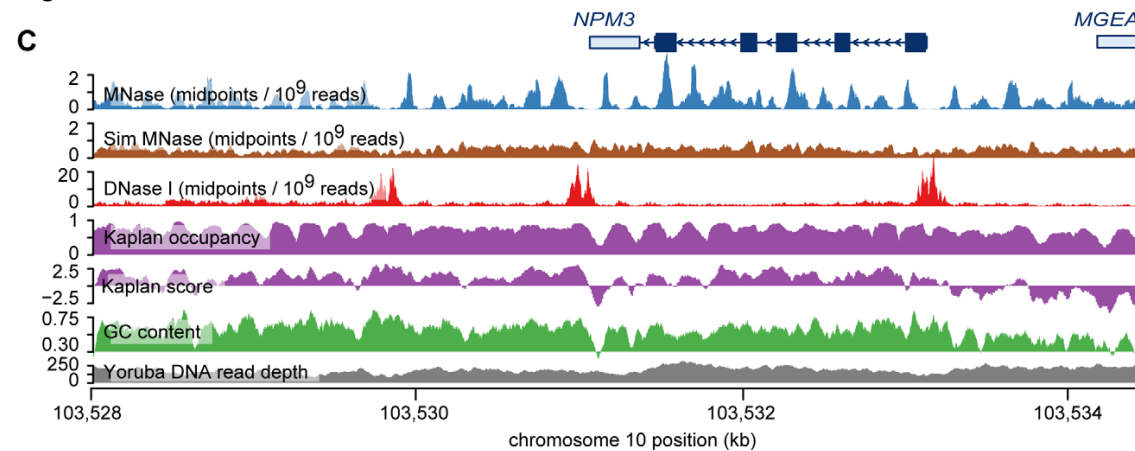 C
NPM3 MGEA
2
0
MNase (midpoints / 10⁹ reads)
2
0
Sim MNase (midpoints / 10⁹ reads)
20
0
DNase I (midpoints / 10⁹ reads)
1
0
Kaplan occupancy
2.5
−2.5
Kaplan score
0.75
0.30
GC content
250
0
Yoruba DNA read depth
103,528 103,530 103,532 103,534
chromosome 10 position (kb)